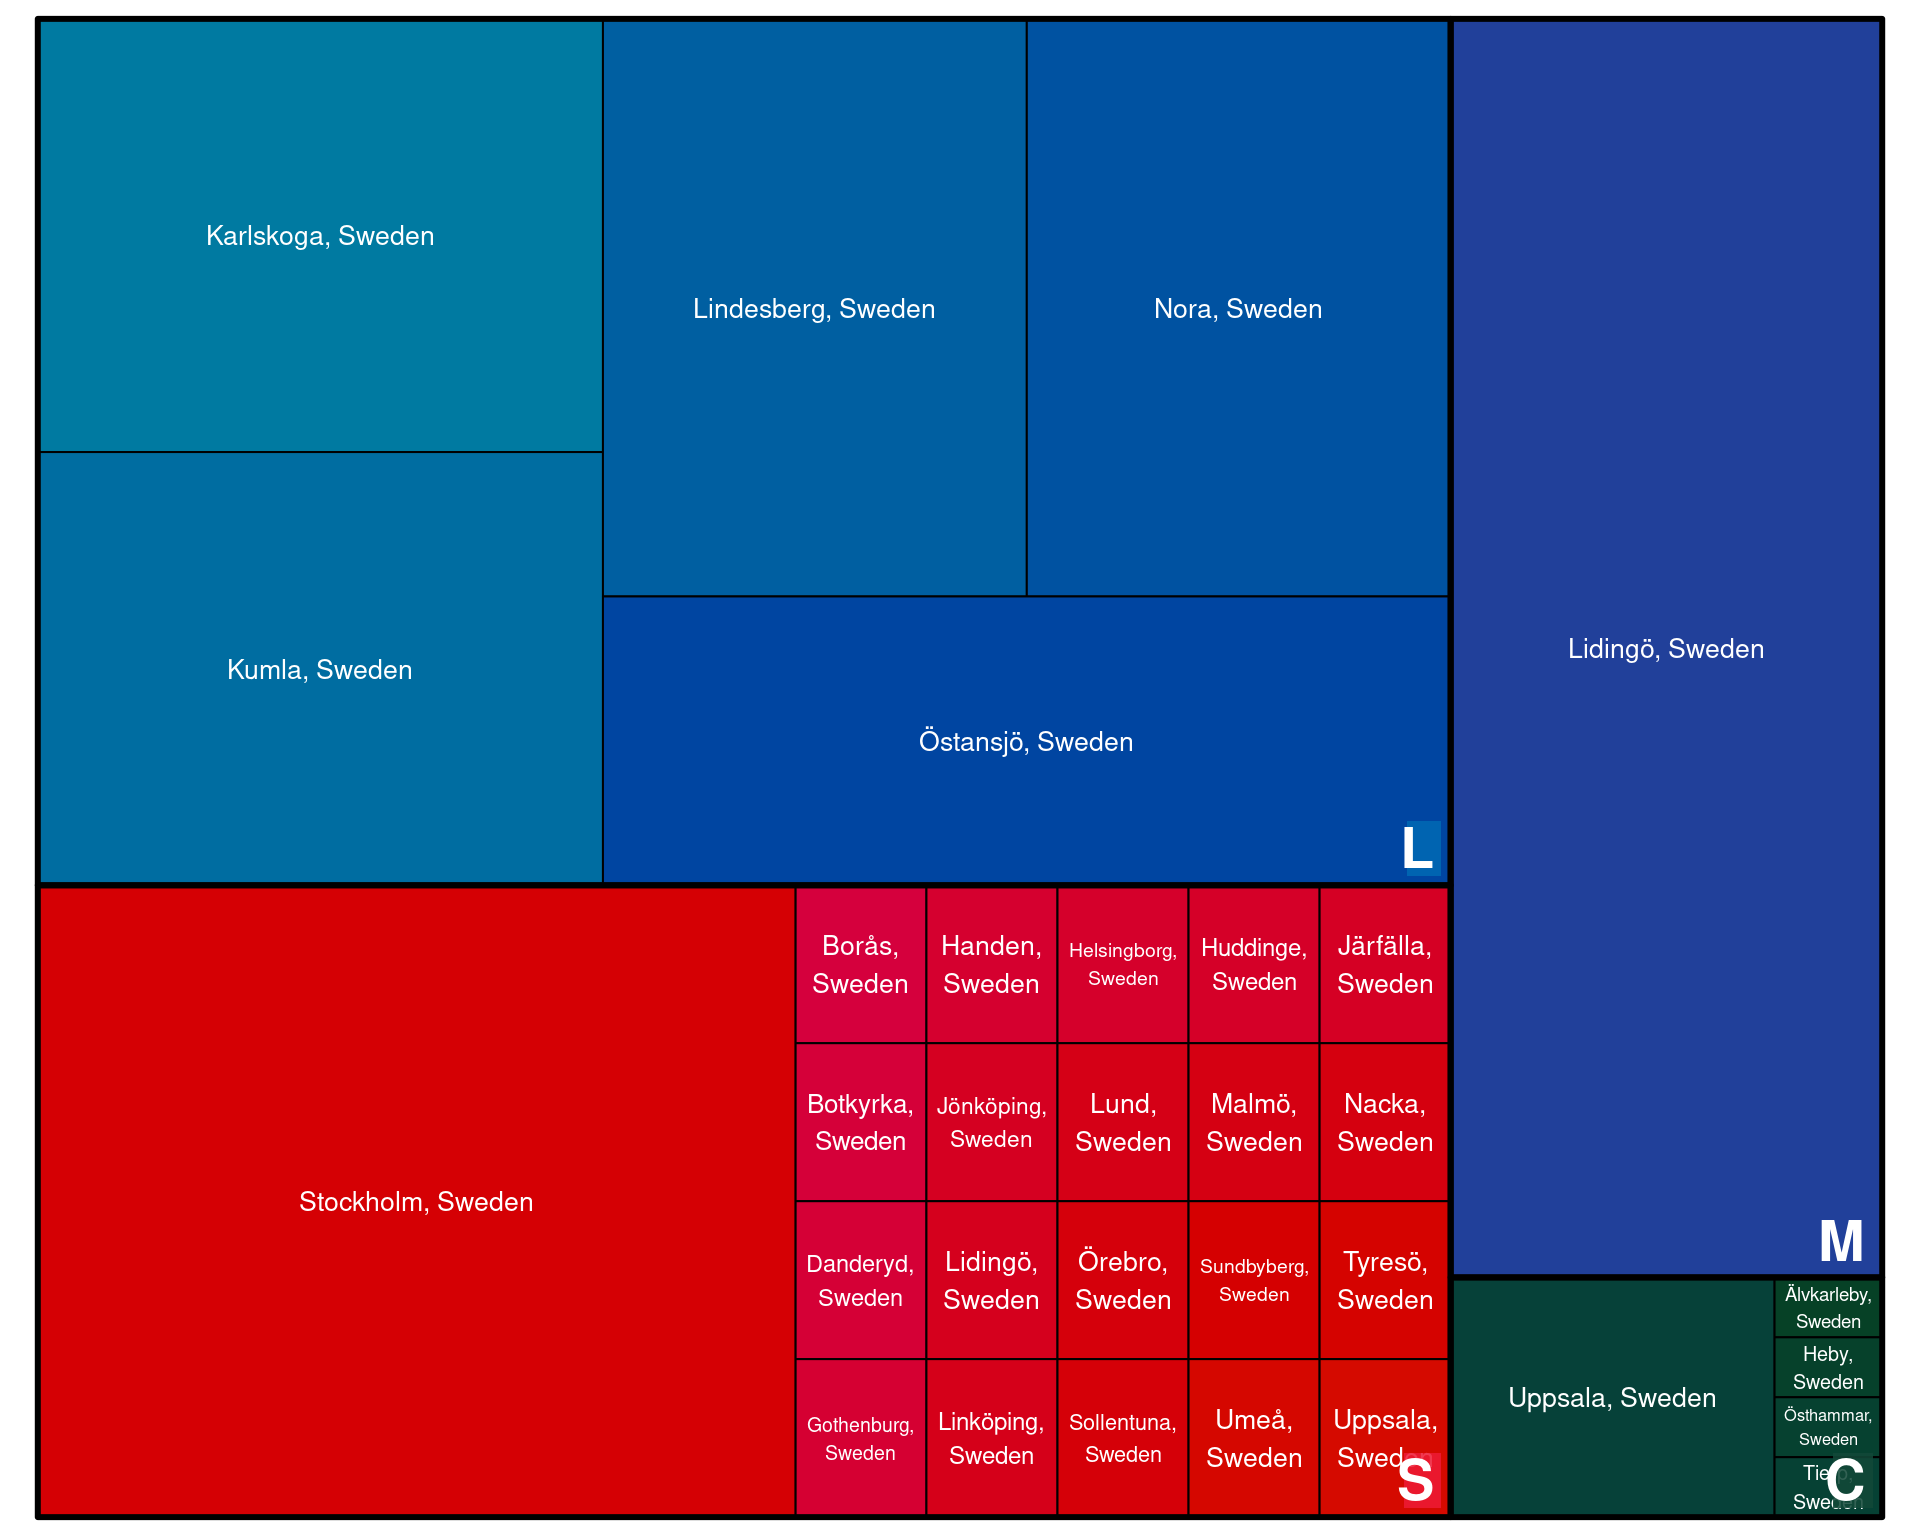 Karlskoga, Sweden
Kumla, Sweden
Lindesberg, Sweden
Nora, Sweden
Östansjö, Sweden
L
Lidingö, Sweden
M
Stockholm, Sweden
Borås,
Sweden
Handen,
Sweden
Helsingborg,
Sweden
Huddinge,
Sweden
Järfälla,
Sweden
Botkyrka,
Sweden
Jönköping,
Sweden
Lund,
Sweden
Malmö,
Sweden
Nacka,
Sweden
Danderyd,
Sweden
Lidingö,
Sweden
Örebro,
Sweden
Sundbyberg,
Sweden
Tyresö,
Sweden
Gothenburg,
Sweden
Linköping,
Sweden
Sollentuna,
Sweden
Umeå,
Sweden
Uppsala,
Sweden
S
Uppsala, Sweden
Älvkarleby,
Sweden
Heby,
Sweden
Östhammar,
Sweden
Tierp,
Sweden
C